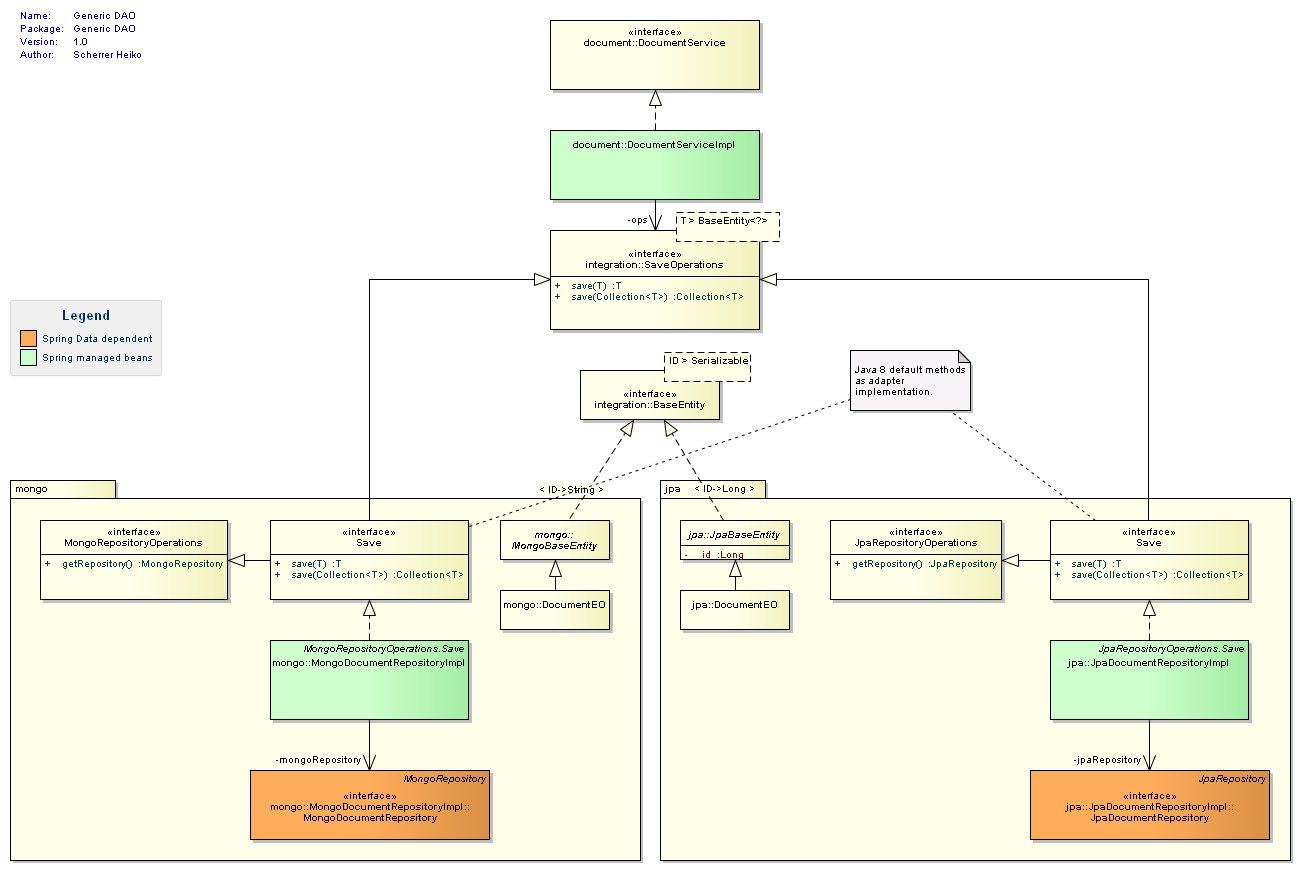 Name: Generic DAO
Package: Generic DAO
Version: 1.0
Author: Scherrer Heiko
«interface»
document::DocumentService
document::DocumentServiceImpl
-ops
T > BaseEntity<?>
«interface»
integration::SaveOperations
+ save(T) :T
+ save(Collection<T>) :Collection<T>
Legend
Spring Data dependent
Spring managed beans
ID > Serializable
«interface»
integration::BaseEntity
Java 8 default methods
as adapter
implementation.
mongo
< ID->String >
«interface»
MongoRepositoryOperations
+ getRepository() :MongoRepository
«interface»
Save
+ save(T) :T
+ save(Collection<T>) :Collection<T>
mongo::
MongoBaseEntity
mongo::DocumentEO
MongoRepositoryOperations.Save
mongo::MongoDocumentRepositoryImpl
-mongoRepository
MongoRepository
«interface»
mongo::MongoDocumentRepositoryImpl::
MongoDocumentRepository
jpa
< ID->Long >
jpa::JpaBaseEntity
- id :Long
jpa::DocumentEO
«interface»
JpaRepositoryOperations
+ getRepository() :JpaRepository
«interface»
Save
+ save(T) :T
+ save(Collection<T>) :Collection<T>
JpaRepositoryOperations.Save
jpa::JpaDocumentRepositoryImpl
-jpaRepository
JpaRepository
«interface»
jpa::JpaDocumentRepositoryImpl::
JpaDocumentRepository